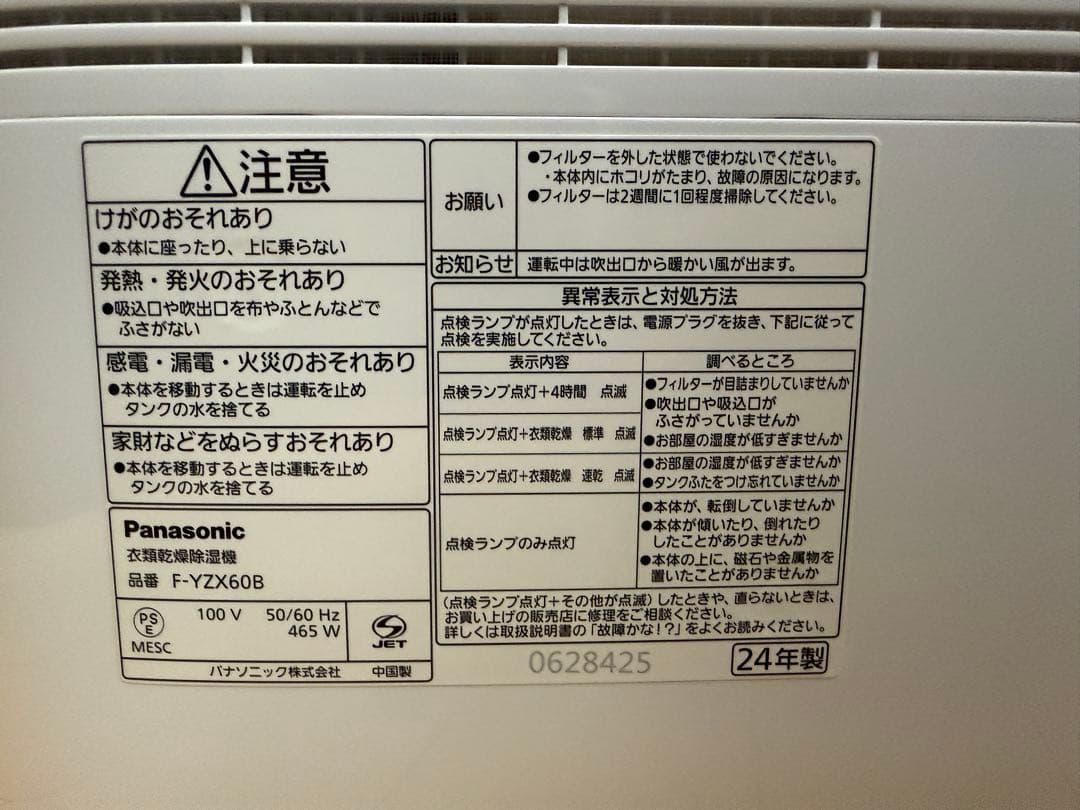 注意
けがのおそれあり
●本体に座ったり、上に乗らない
発熱・発火のおそれあり
●吸込口や吹出口を布やふとんなどで
ふさがない
感電・漏電・火災のおそれあり
●本体を移動するときは運転を止め
タンクの水を捨てる
家財などをぬらすおそれあり
●本体を移動するときは運転を止め
タンクの水を捨てる
Panasonic
衣類乾燥除湿機
品番 F-YZX60B
PS
E
MESC
100 V 50/60 Hz
465 W
JET
パナソニック株式会社 中国製
お願い
●フィルターを外した状態で使わないでください。
・本体内にホコリがたまり、故障の原因になります。
●フィルターは2週間に1回程度掃除してください。
お知らせ
運転中は吹出口から暖かい風が出ます。
異常表示と対処方法
点検ランプが点灯したときは、電源プラグを抜き、下記に従って
点検を実施してください。
表示内容 調べるところ
点検ランプ点灯+4時間 点滅
点検ランプ点灯+衣類乾燥 標準 点滅
●フィルターが目詰まりしていませんか
●吹出口や吸込口が
ふさがっていませんか
●お部屋の湿度が低すぎませんか
点検ランプ点灯+衣類乾燥 速乾 点滅
●お部屋の湿度が低すぎませんか
●タンクふたをつけ忘れていませんか
点検ランプのみ点灯
●本体が、転倒していませんか
●本体が傾いたり、倒れたり
したことがありませんか
●本体の上に、磁石や金属物を
置いたことがありませんか
(点検ランプ点灯+その他が点滅)したときや、直らないときは、
お買い上げの販売店に修理をご相談ください。
詳しくは取扱説明書の「故障かな!?」をよくお読みください。
0628425
24年製